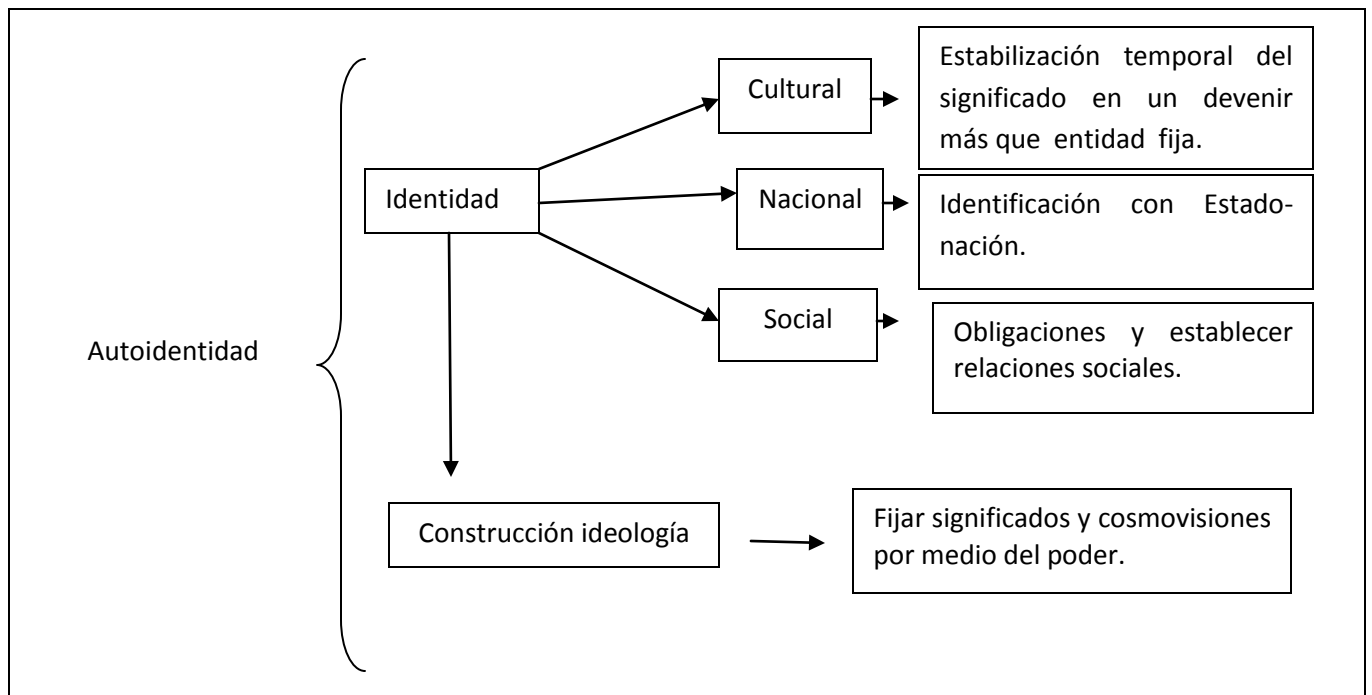 Autoidentidad
Identidad
Cultural
Estabilización temporal del
significado en un devenir
más que entidad fija.
Nacional
Identificación con Estado-
nación.
Social
Obligaciones y establecer
relaciones sociales.
Construcción ideología
Fijar significados y cosmovisiones
por medio del poder.